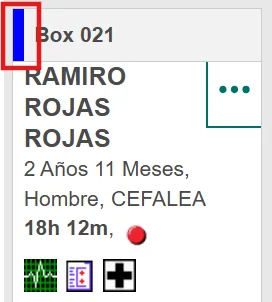 Box 021
RAMIRO
ROJAS
ROJAS
2 Años 11 Meses,
Hombre, CEFALEA
18h 12m,